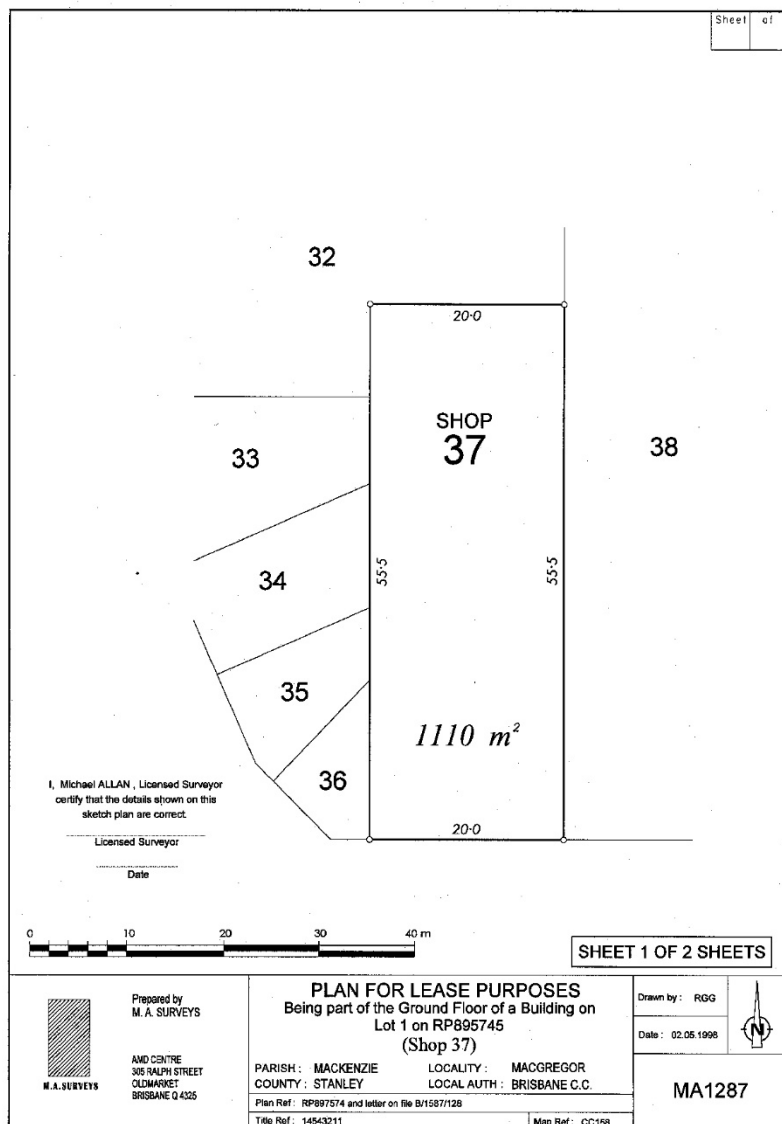 Sheet of
32
20·0
SHOP
37
33
38
34
55·5
55·5
35
1110 m²
36
I, Michael ALLAN , Licensed Surveyor
certify that the details shown on this
sketch plan are correct.
Licensed Surveyor
Date
20·0
0 10 20 30 40 m
SHEET 1 OF 2 SHEETS
M.A.SURVEYS
Prepared by
M. A. SURVEYS
AMD CENTRE
305 RALPH STREET
OLDMARKET
BRISBANE Q 4325
PLAN FOR LEASE PURPOSES
Being part of the Ground Floor of a Building on
Lot 1 on RP895745
(Shop 37)
PARISH : MACKENZIE LOCALITY : MACGREGOR
COUNTY : STANLEY LOCAL AUTH : BRISBANE C.C.
Plan Ref : RP897574 and letter on file B/1587/128
Title Ref : 14543211 Map Ref : CC158
Drawn by : RGG
Date : 02.05.1998
N
MA1287